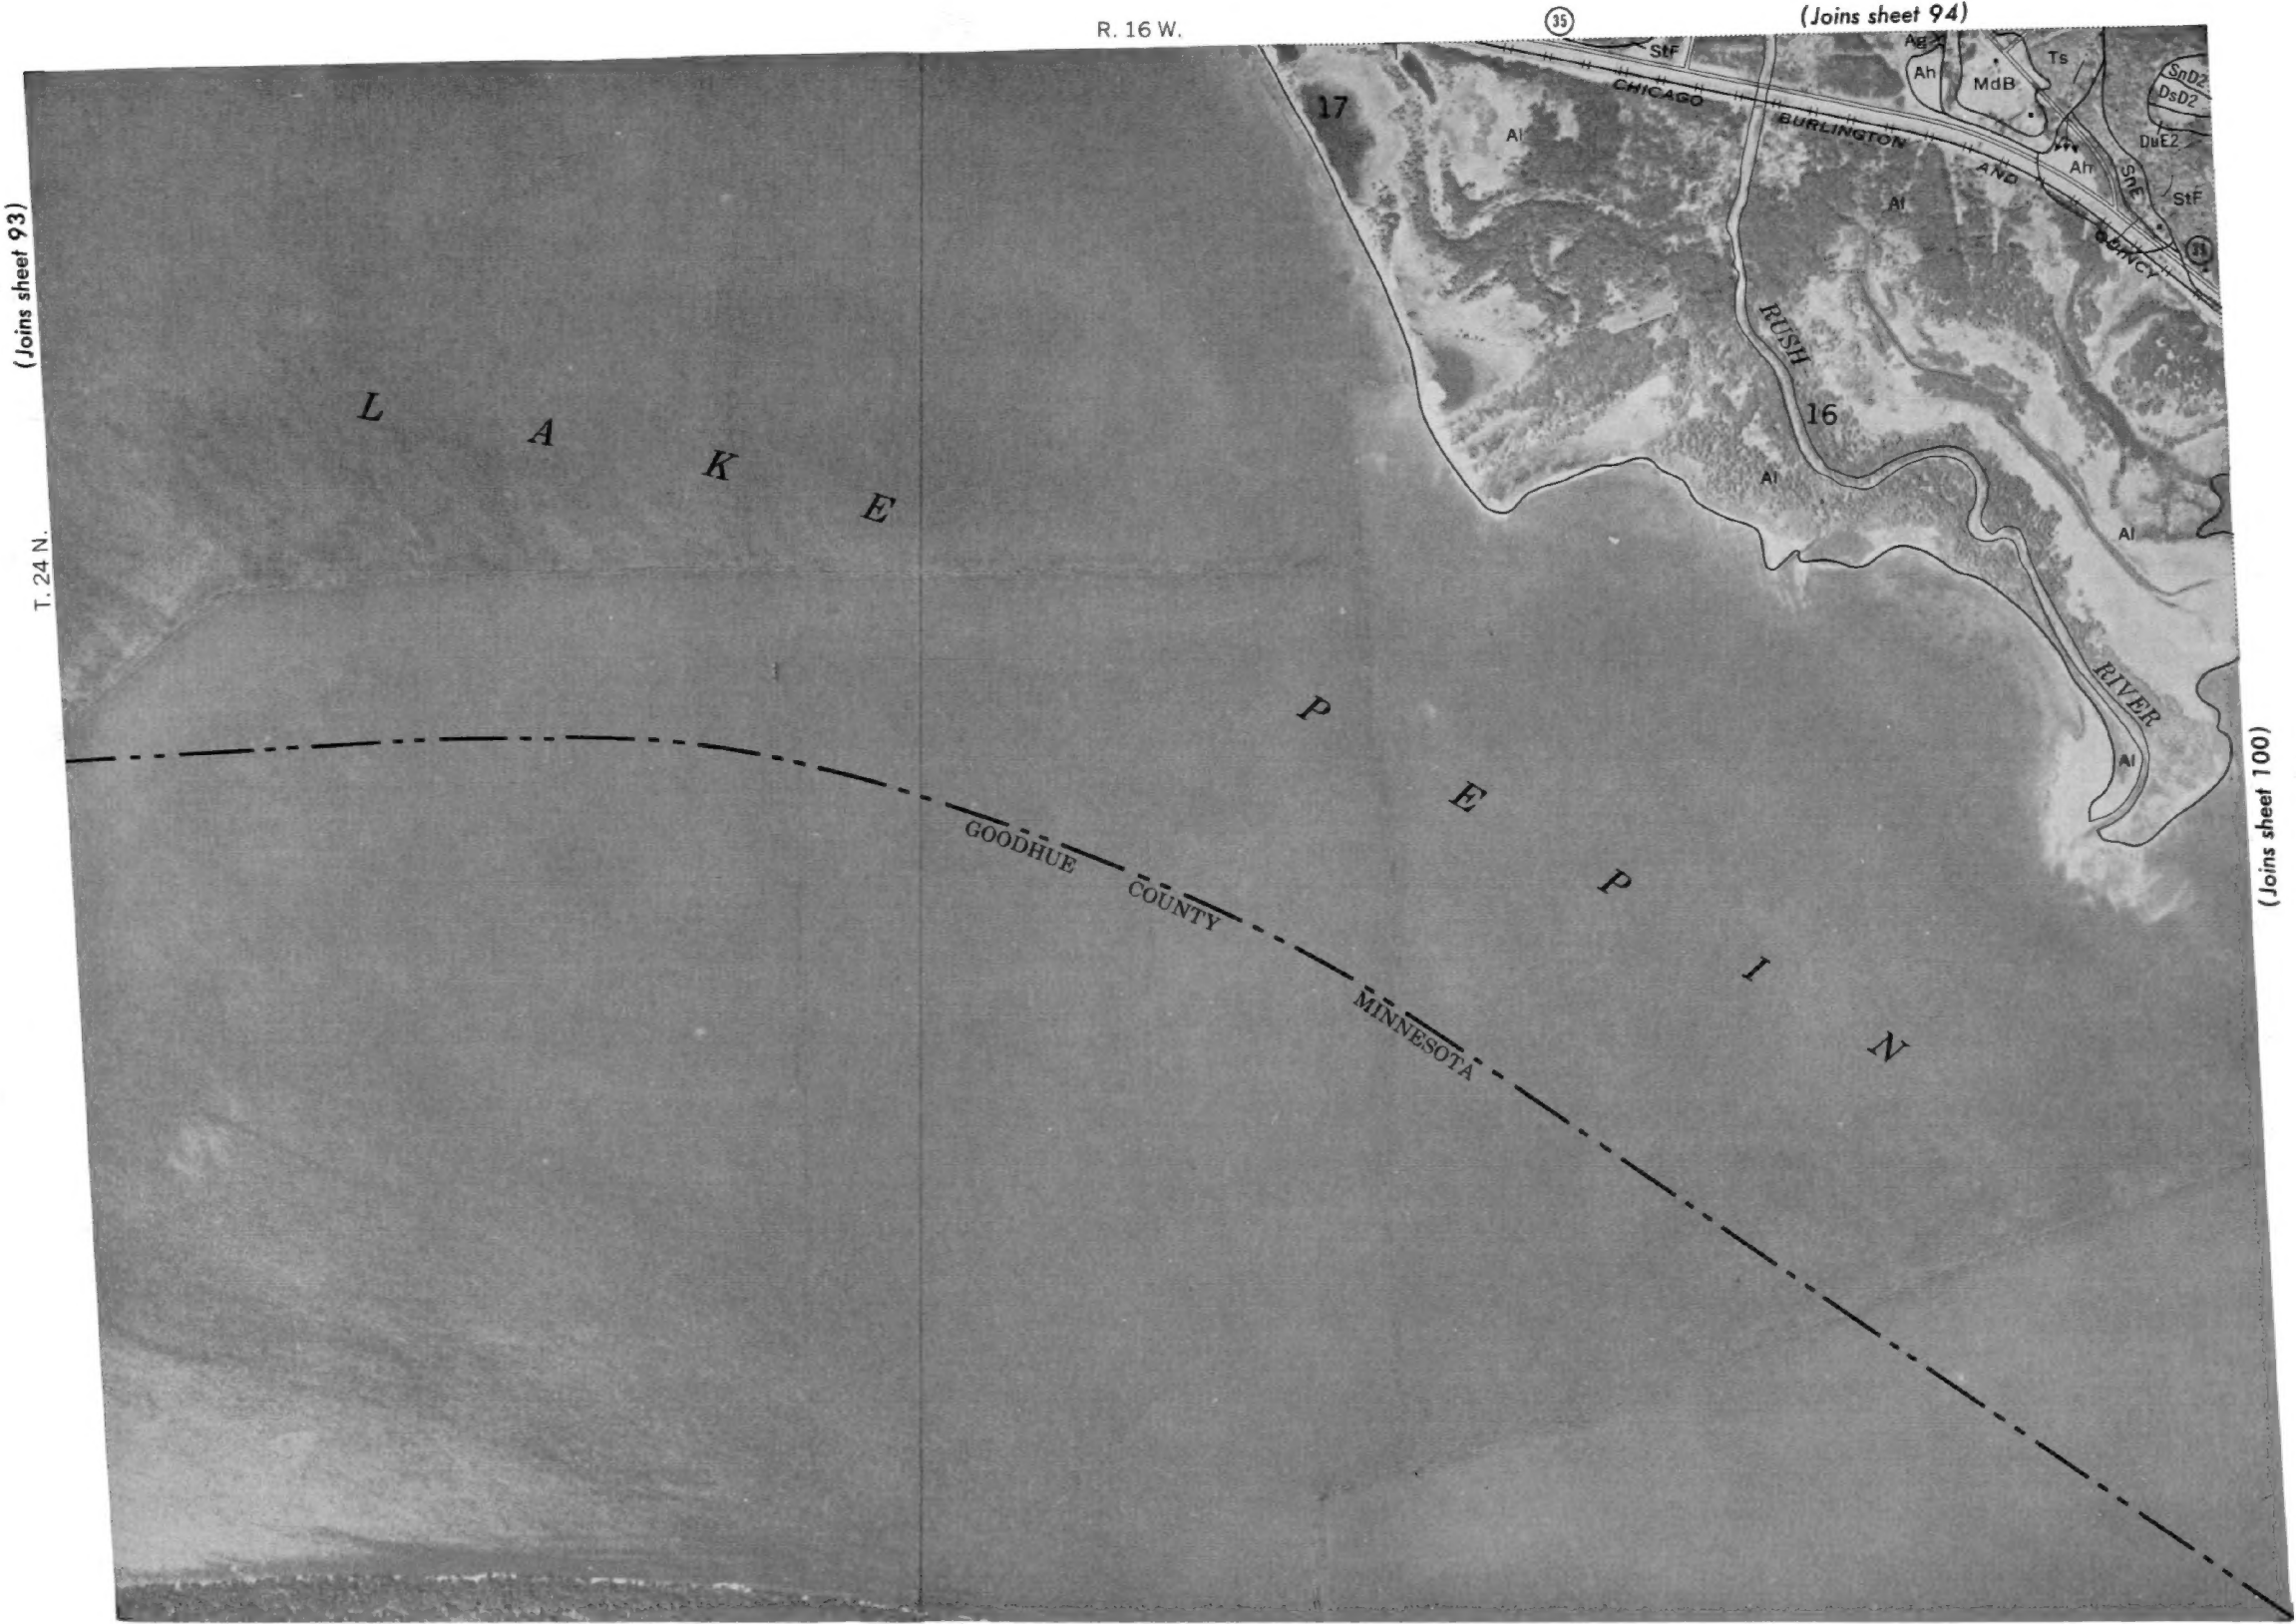 R. 16 W.
35
(Joins sheet 94)
(Joins sheet 93)
T. 24 N.
(Joins sheet 100)
StF
CHICAGO BURLINGTON AND QUINCY
Ag
Ah
MdB
Ts
SnD2
DsD2
DuE2
Ah
SnE
StF
35
17
Al
Al
RUSH RIVER
16
Al
Al
Al
LAKE PEPIN
GOODHUE COUNTY
MINNESOTA